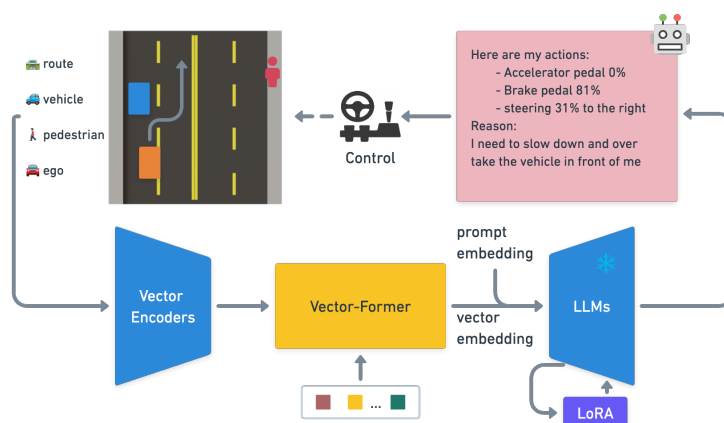 route
vehicle
pedestrian
ego
Control
Here are my actions:
- Accelerator pedal 0%
- Brake pedal 81%
- steering 31% to the right
Reason:
I need to slow down and over
take the vehicle in front of me
Vector
Encoders
Vector-Former
prompt
embedding
vector
embedding
LLMs
...
LoRA